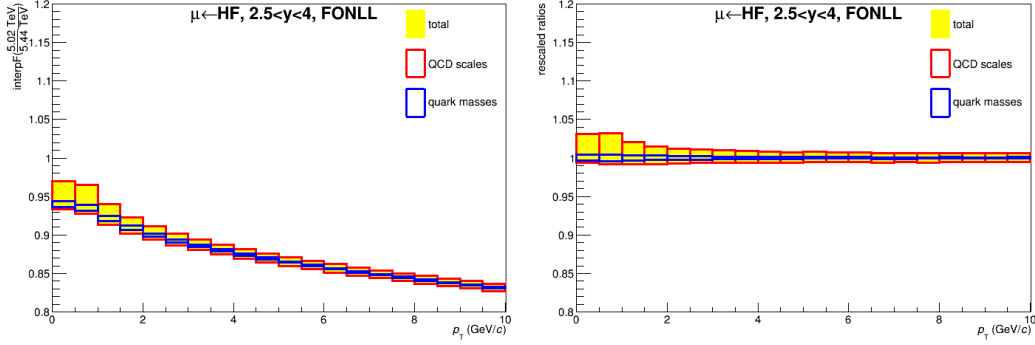 μ←HF, 2.5<y<4, FONLL
total
QCD scales
quark masses
interpF(5.02 TeV/5.44 TeV)
1.2
1.15
1.1
1.05
1
0.95
0.9
0.85
0.8
0 2 4 6 8 10
p_T (GeV/c)
μ←HF, 2.5<y<4, FONLL
total
QCD scales
quark masses
rescaled ratios
1.2
1.15
1.1
1.05
1
0.95
0.9
0.85
0.8
0 2 4 6 8 10
p_T (GeV/c)